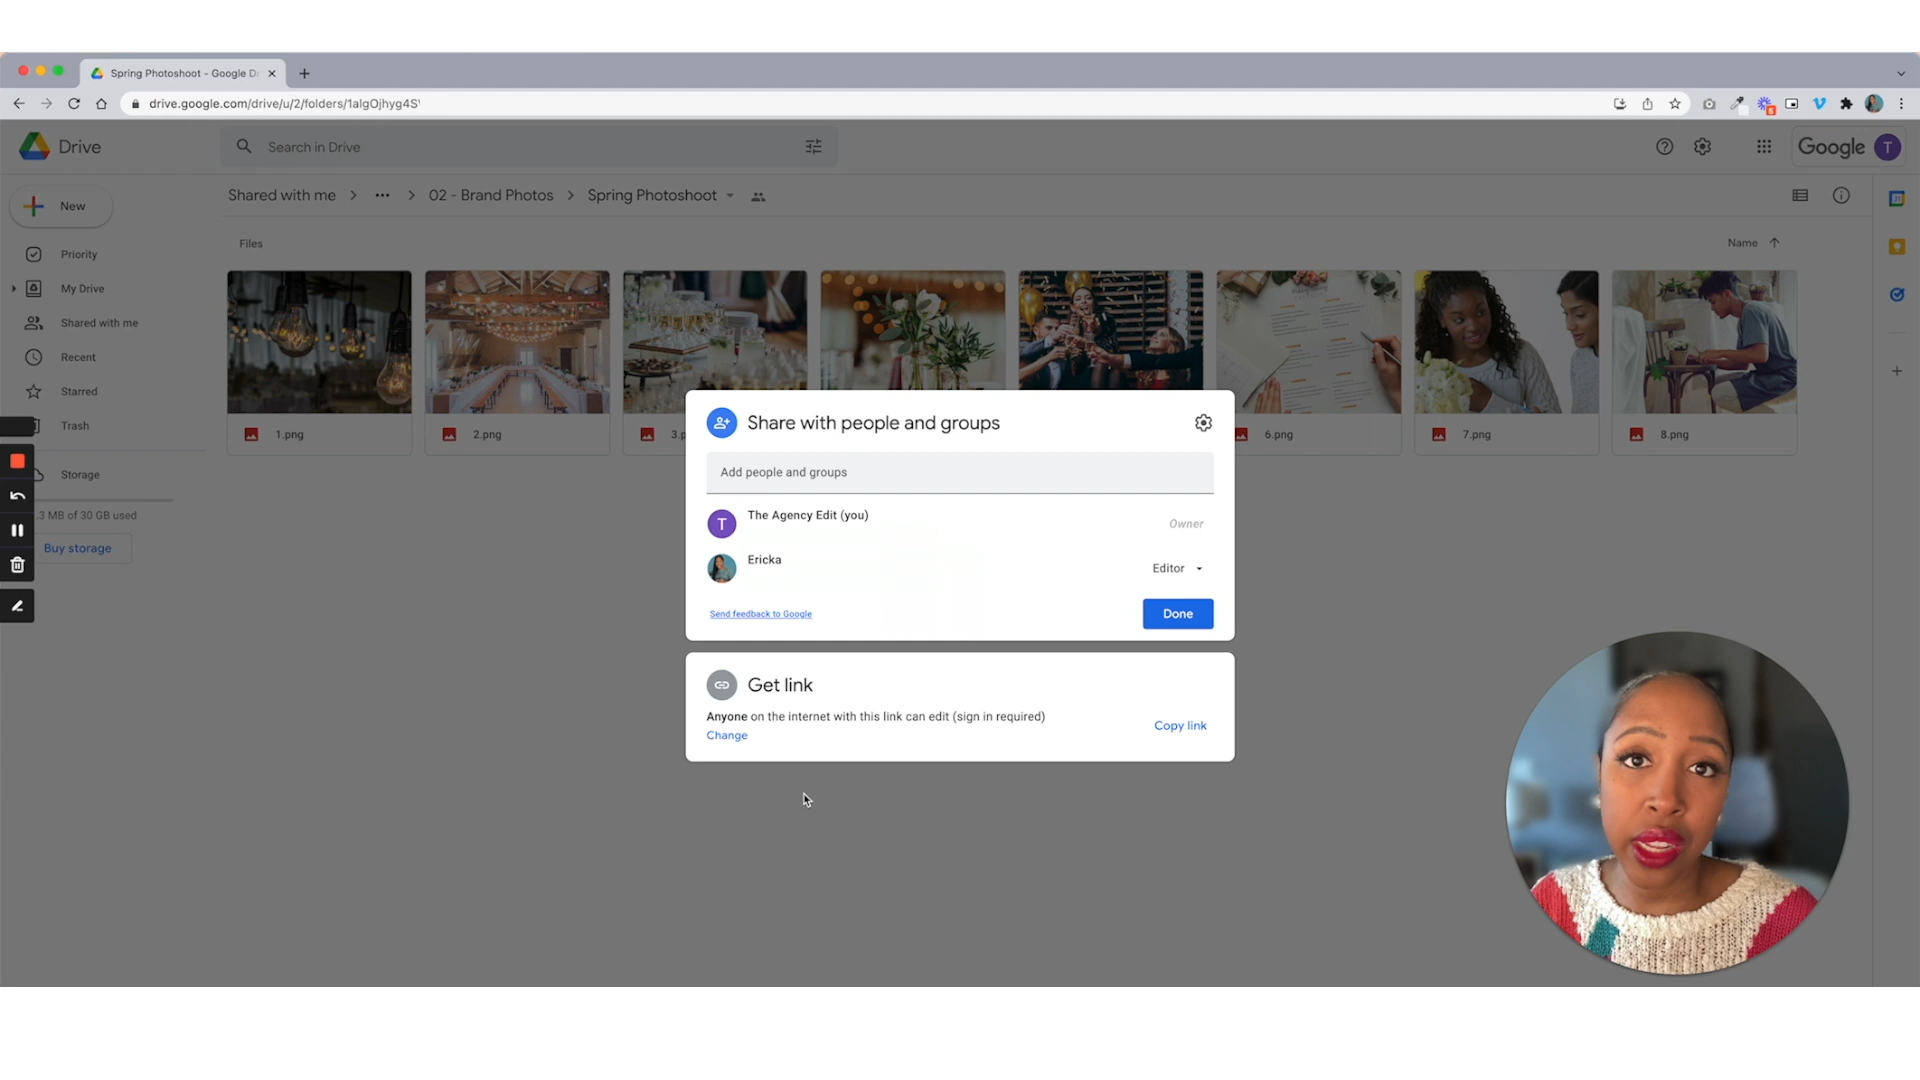 Spring Photoshoot - Google D
drive.google.com/drive/u/2/folders/1algOjhyg4S
Drive
Search in Drive
Google T
New
Shared with me > ... > 02 - Brand Photos > Spring Photoshoot
Priority
My Drive
Shared with me
Recent
Starred
Trash
Storage
.3 MB of 30 GB used
Buy storage
Files
Name
1.png
2.png
3.p
6.png
7.png
8.png
Share with people and groups
Add people and groups
T
The Agency Edit (you)
Owner
Ericka
Editor
Send feedback to Google
Done
Get link
Anyone on the internet with this link can edit (sign in required)
Change
Copy link